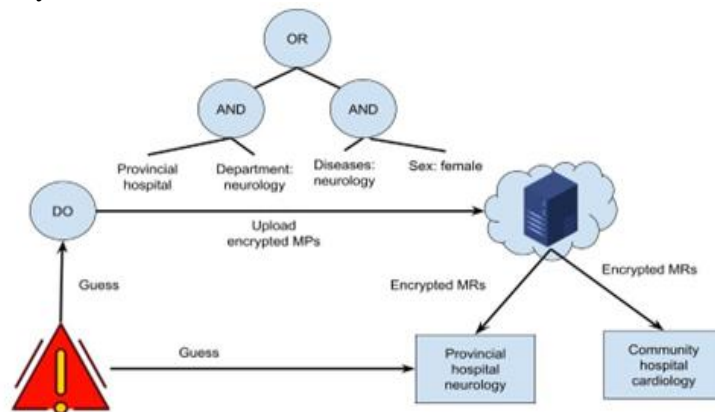 OR
AND
AND
Provincial
hospital
Department:
neurology
Diseases:
neurology
Sex: female
DO
Upload
encrypted MPs
Guess
Encrypted MRs
Encrypted MRs
Guess
Provincial
hospital
neurology
Community
hospital
cardiology